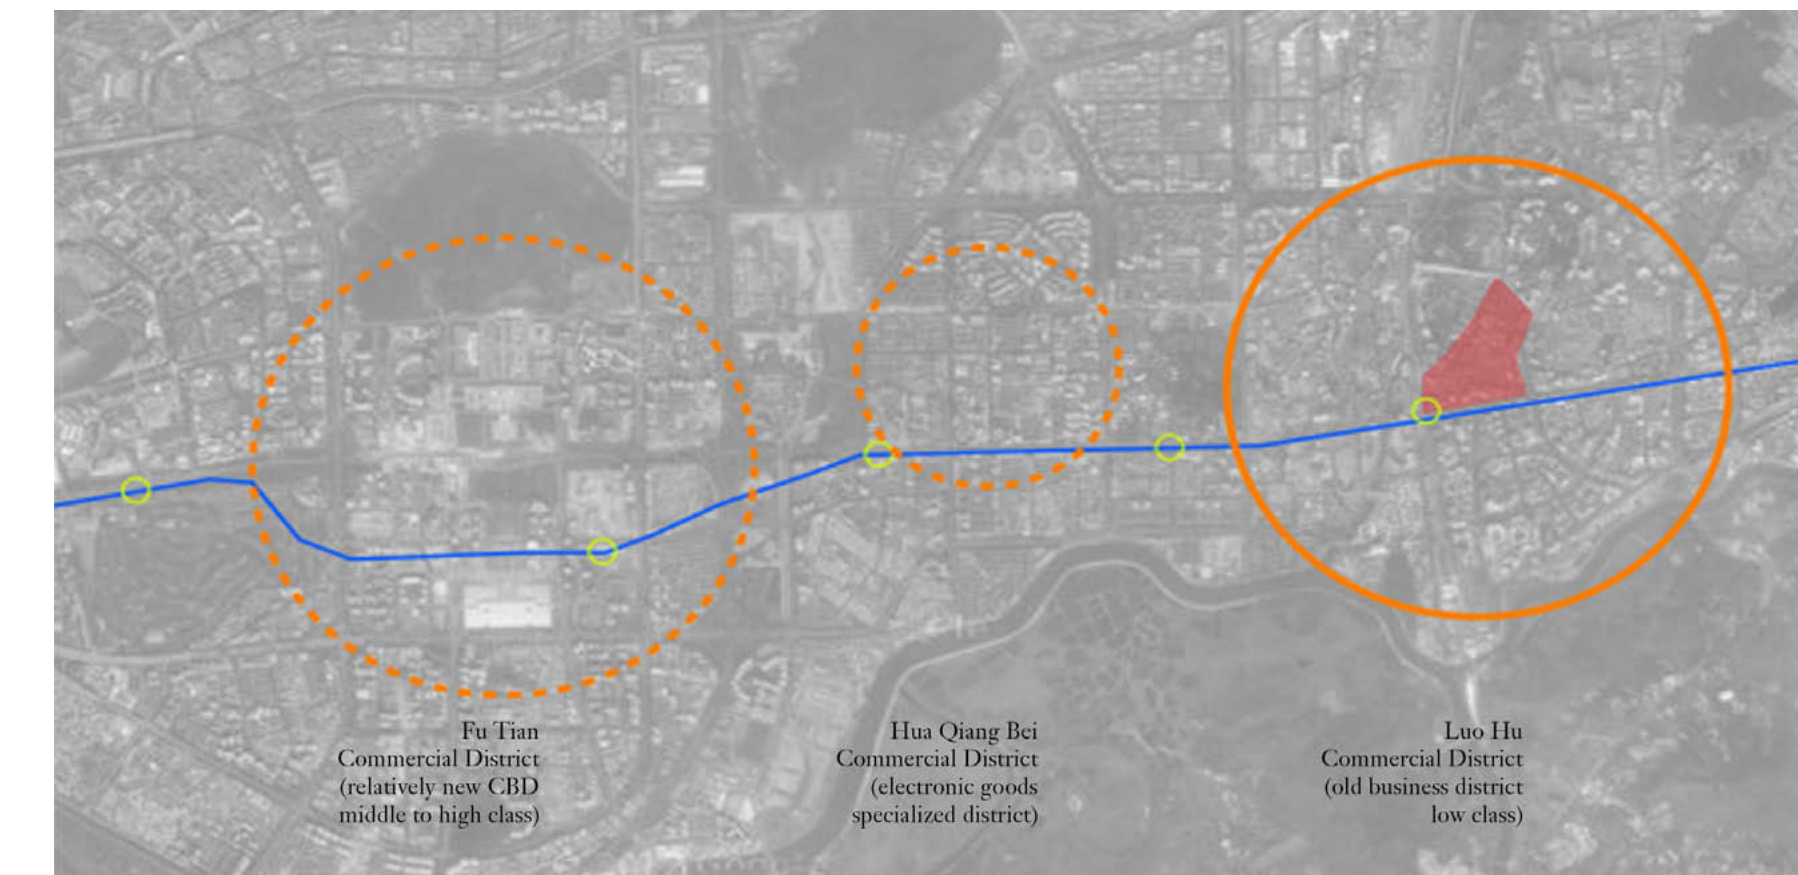 Fu Tian
Commercial District
(relatively new CBD
middle to high class)
Hua Qiang Bei
Commercial District
(electronic goods
specialized district)
Luo Hu
Commercial District
(old business district
low class)